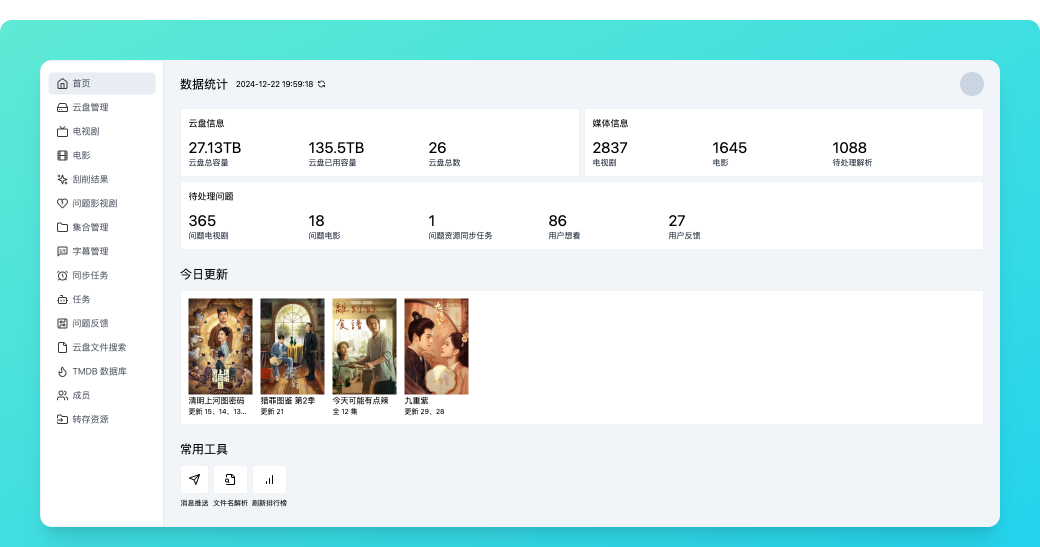 首页
云盘管理
电视剧
电影
刮削结果
问题影视剧
集合管理
字幕管理
同步任务
任务
问题反馈
云盘文件搜索
TMDB 数据库
成员
转存资源
数据统计 2024-12-22 19:59:18
云盘信息
27.13TB 135.5TB 26
云盘总容量 云盘已用容量 云盘总数
媒体信息
2837 1645 1088
电视剧 电影 待处理解析
待处理问题
365 18 1 86 27
问题电视剧 问题电影 问题资源同步任务 用户想看 用户反馈
今日更新
清明上河图密码 猎罪图鉴 第2季 今天可能有点辣 九重紫
更新 15、14、13... 更新 21 全 12 集 更新 29、28
常用工具
消息推送 文件名解析 刷新排行榜